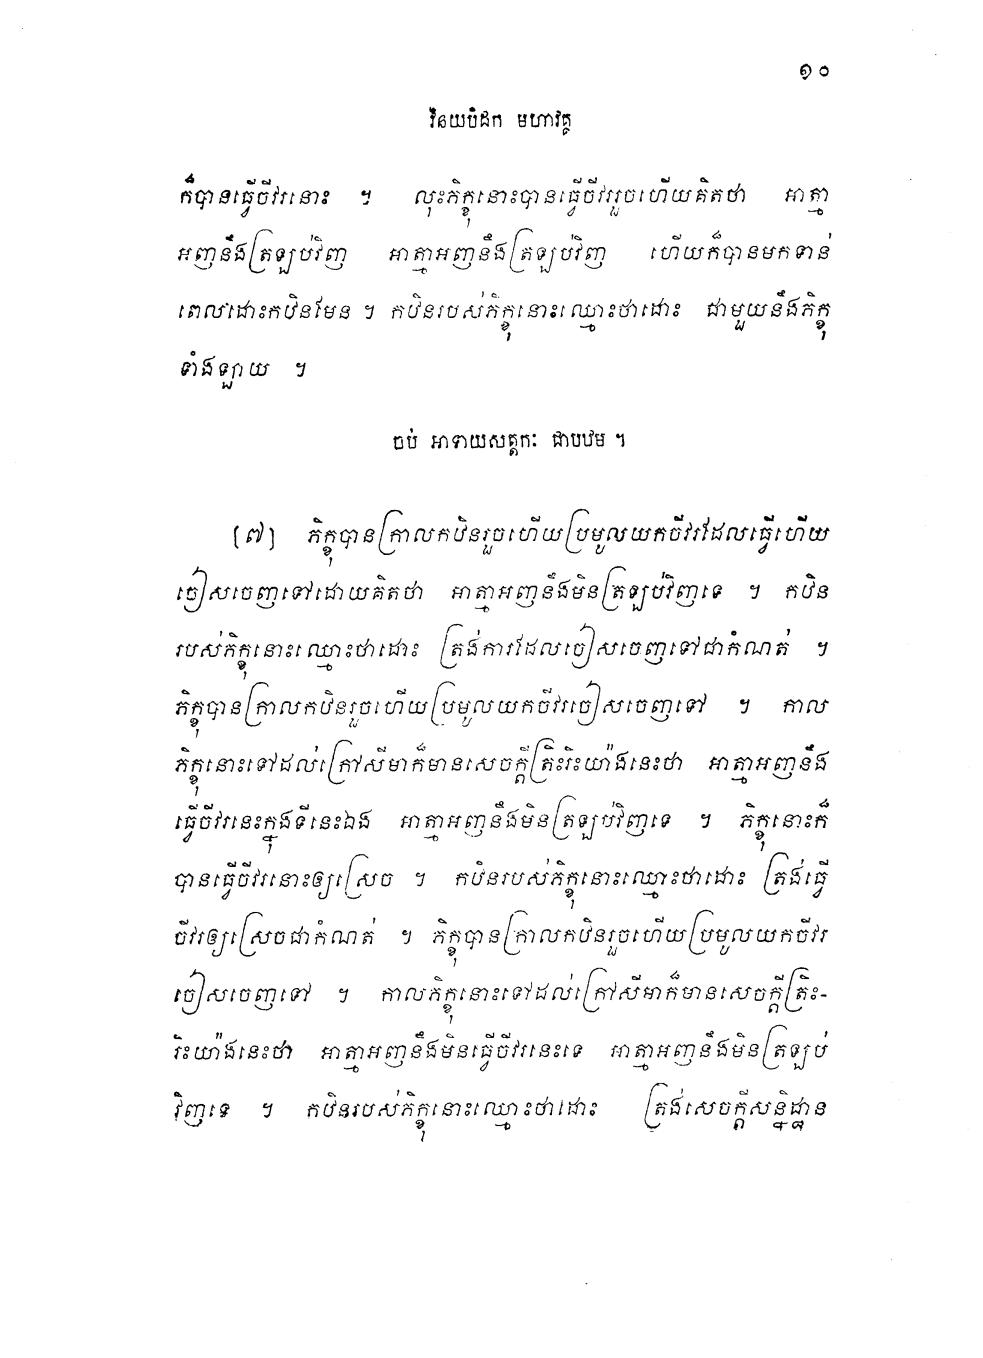 ១០
វិនយបិដក មហាវគ្គ
ក៏បានធ្វើចីវរនោះ ។ លុះភិក្ខុនោះបានធ្វើចីវររួចហើយគិតថា អាត្មា
អញនឹងត្រឡប់វិញ អាត្មាអញនឹងត្រឡប់វិញ ហើយក៏បានមកទាន់
ពេលដោះកឋិនមែន ។ កឋិនរបស់ភិក្ខុនោះឈ្មោះថាដោះ ជាមួយនឹងភិក្ខុ
ទាំងឡាយ ។
ចប់ អាទាយសត្តកៈ ជាបឋម ។
[៧] ភិក្ខុបានក្រាលកឋិនរួចហើយប្រមូលយកចីវរដែលធ្វើហើយ
ចៀសចេញទៅដោយគិតថា អាត្មាអញនឹងមិនត្រឡប់វិញទេ ។ កឋិន
របស់ភិក្ខុនោះឈ្មោះថាដោះ ត្រង់ការដែលចៀសចេញទៅជាកំណត់ ។
ភិក្ខុបានក្រាលកឋិនរួចហើយប្រមូលយកចីវរចៀសចេញទៅ ។ កាល
ភិក្ខុនោះទៅដល់ក្រៅសីមាក៏មានសេចក្តីត្រិះរិះយ៉ាងនេះថា អាត្មាអញនឹង
ធ្វើចីវរនេះក្នុងទីនេះឯង អាត្មាអញនឹងមិនត្រឡប់វិញទេ ។ ភិក្ខុនោះក៏
បានធ្វើចីវរនោះឲ្យស្រេច ។ កឋិនរបស់ភិក្ខុនោះឈ្មោះថាដោះ ត្រង់ធ្វើ
ចីវរឲ្យស្រេចជាកំណត់ ។ ភិក្ខុបានក្រាលកឋិនរួចហើយប្រមូលយកចីវរ
ចៀសចេញទៅ ។ កាលភិក្ខុនោះទៅដល់ក្រៅសីមាក៏មានសេចក្តីត្រិះ-
រិះយ៉ាងនេះថា អាត្មាអញនឹងមិនធ្វើចីវរនេះទេ អាត្មាអញនឹងមិនត្រឡប់
វិញទេ ។ កឋិនរបស់ភិក្ខុនោះឈ្មោះថាដោះ ត្រង់សេចក្តីសន្និដ្ឋាន